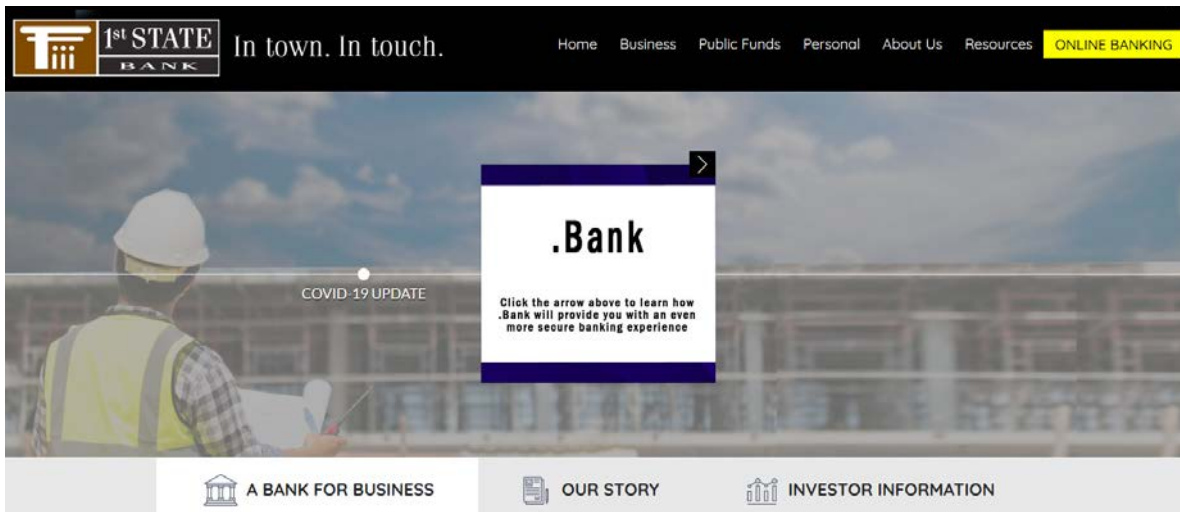 1st STATE
BANK
In town. In touch.
Home Business Public Funds Personal About Us Resources ONLINE BANKING
.Bank
COVID-19 UPDATE
Click the arrow above to learn how
.Bank will provide you with an even
more secure banking experience
A BANK FOR BUSINESS
OUR STORY
INVESTOR INFORMATION